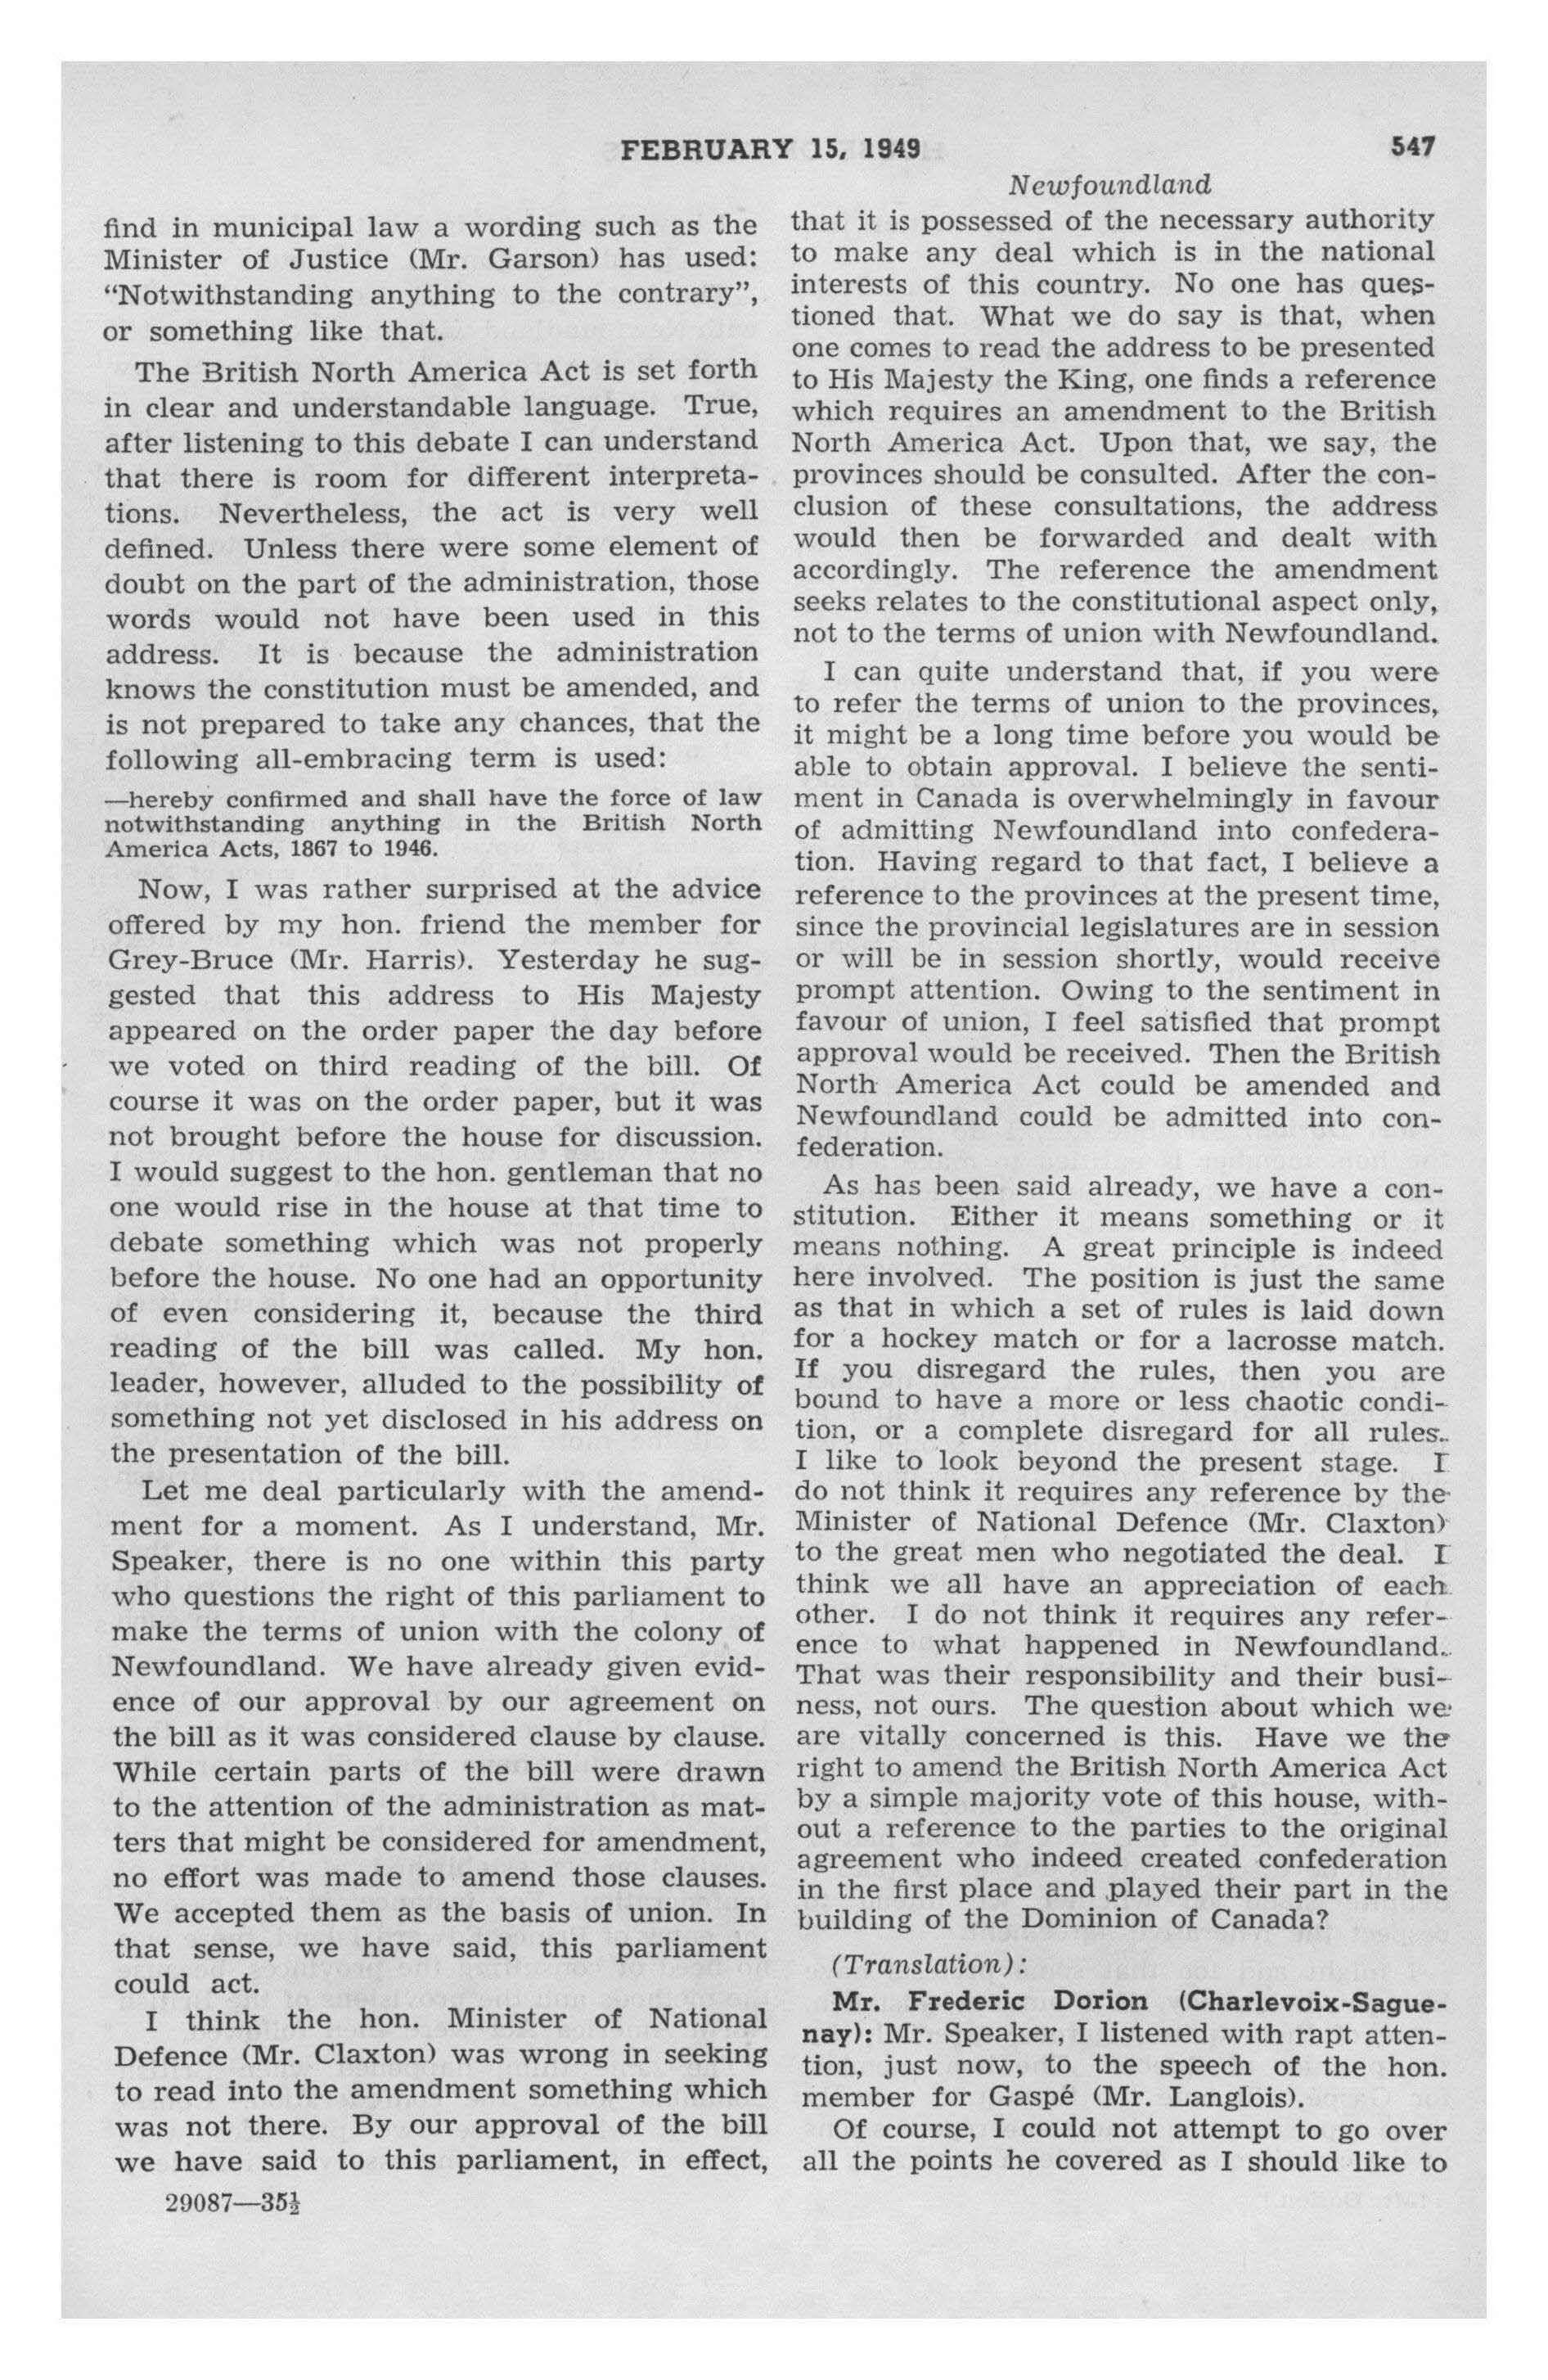 FEBRUARY 15, 1949
547
Newfoundland
find in municipal law a wording such as the
Minister of Justice (Mr. Garson) has used:
“Notwithstanding anything to the contrary”,
or something like that.
The British North America Act is set forth
in clear and understandable language. True,
after listening to this debate I can understand
that there is room for different interpreta-
tions. Nevertheless, the act is very well
defined. Unless there were some element of
doubt on the part of the administration, those
words would not have been used in this
address. It is because the administration
knows the constitution must be amended, and
is not prepared to take any chances, that the
following all-embracing term is used:
—hereby confirmed and shall have the force of law
notwithstanding anything in the British North
America Acts, 1867 to 1946.
Now, I was rather surprised at the advice
offered by my hon. friend the member for
Grey-Bruce (Mr. Harris). Yesterday he sug-
gested that this address to His Majesty
appeared on the order paper the day before
we voted on third reading of the bill. Of
course it was on the order paper, but it was
not brought before the house for discussion.
I would suggest to the hon. gentleman that no
one would rise in the house at that time to
debate something which was not properly
before the house. No one had an opportunity
of even considering it, because the third
reading of the bill was called. My hon.
leader, however, alluded to the possibility of
something not yet disclosed in his address on
the presentation of the bill.
Let me deal particularly with the amend-
ment for a moment. As I understand, Mr.
Speaker, there is no one within this party
who questions the right of this parliament to
make the terms of union with the colony of
Newfoundland. We have already given evid-
ence of our approval by our agreement on
the bill as it was considered clause by clause.
While certain parts of the bill were drawn
to the attention of the administration as mat-
ters that might be considered for amendment,
no effort was made to amend those clauses.
We accepted them as the basis of union. In
that sense, we have said, this parliament
could act.
I think the hon. Minister of National
Defence (Mr. Claxton) was wrong in seeking
to read into the amendment something which
was not there. By our approval of the bill
we have said to this parliament, in effect,
29087—35½
that it is possessed of the necessary authority
to make any deal which is in the national
interests of this country. No one has ques-
tioned that. What we do say is that, when
one comes to read the address to be presented
to His Majesty the King, one finds a reference
which requires an amendment to the British
North America Act. Upon that, we say, the
provinces should be consulted. After the con-
clusion of these consultations, the address
would then be forwarded and dealt with
accordingly. The reference the amendment
seeks relates to the constitutional aspect only,
not to the terms of union with Newfoundland.
I can quite understand that, if you were
to refer the terms of union to the provinces,
it might be a long time before you would be
able to obtain approval. I believe the senti-
ment in Canada is overwhelmingly in favour
of admitting Newfoundland into confedera-
tion. Having regard to that fact, I believe a
reference to the provinces at the present time,
since the provincial legislatures are in session
or will be in session shortly, would receive
prompt attention. Owing to the sentiment in
favour of union, I feel satisfied that prompt
approval would be received. Then the British
North America Act could be amended and
Newfoundland could be admitted into con-
federation.
As has been said already, we have a con-
stitution. Either it means something or it
means nothing. A great principle is indeed
here involved. The position is just the same
as that in which a set of rules is laid down
for a hockey match or for a lacrosse match.
If you disregard the rules, then you are
bound to have a more or less chaotic condi-
tion, or a complete disregard for all rules.
I like to look beyond the present stage. I
do not think it requires any reference by the
Minister of National Defence (Mr. Claxton)
to the great men who negotiated the deal. I
think we all have an appreciation of each
other. I do not think it requires any refer-
ence to what happened in Newfoundland.
That was their responsibility and their busi-
ness, not ours. The question about which we
are vitally concerned is this. Have we the
right to amend the British North America Act
by a simple majority vote of this house, with-
out a reference to the parties to the original
agreement who indeed created confederation
in the first place and played their part in the
building of the Dominion of Canada?
(Translation):
Mr. Frederic Dorion (Charlevoix-Sague-
nay): Mr. Speaker, I listened with rapt atten-
tion, just now, to the speech of the hon.
member for Gaspé (Mr. Langlois).
Of course, I could not attempt to go over
all the points he covered as I should like to